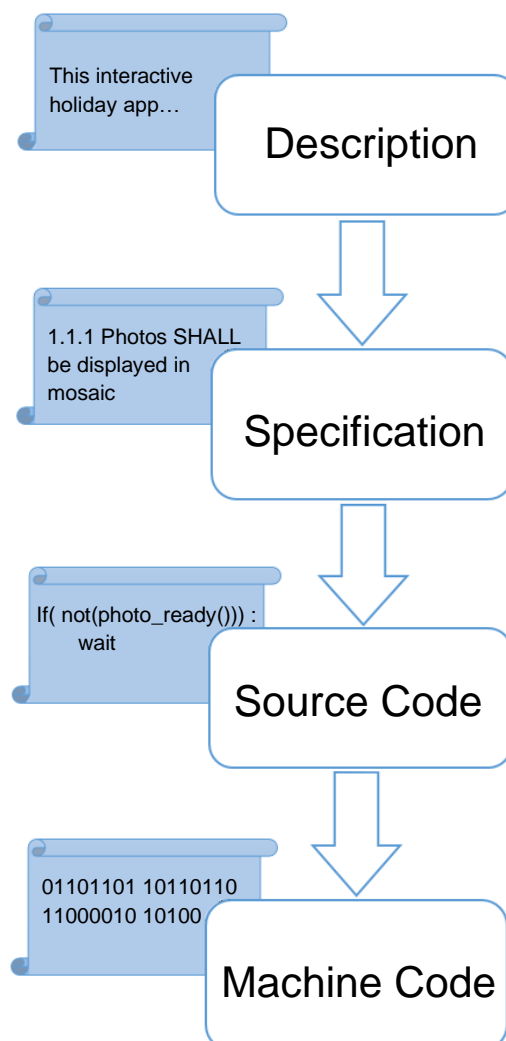 This interactive
holiday app…
Description
1.1.1 Photos SHALL
be displayed in
mosaic
Specification
If( not(photo_ready())) :
wait
Source Code
01101101 10110110
11000010 10100
Machine Code